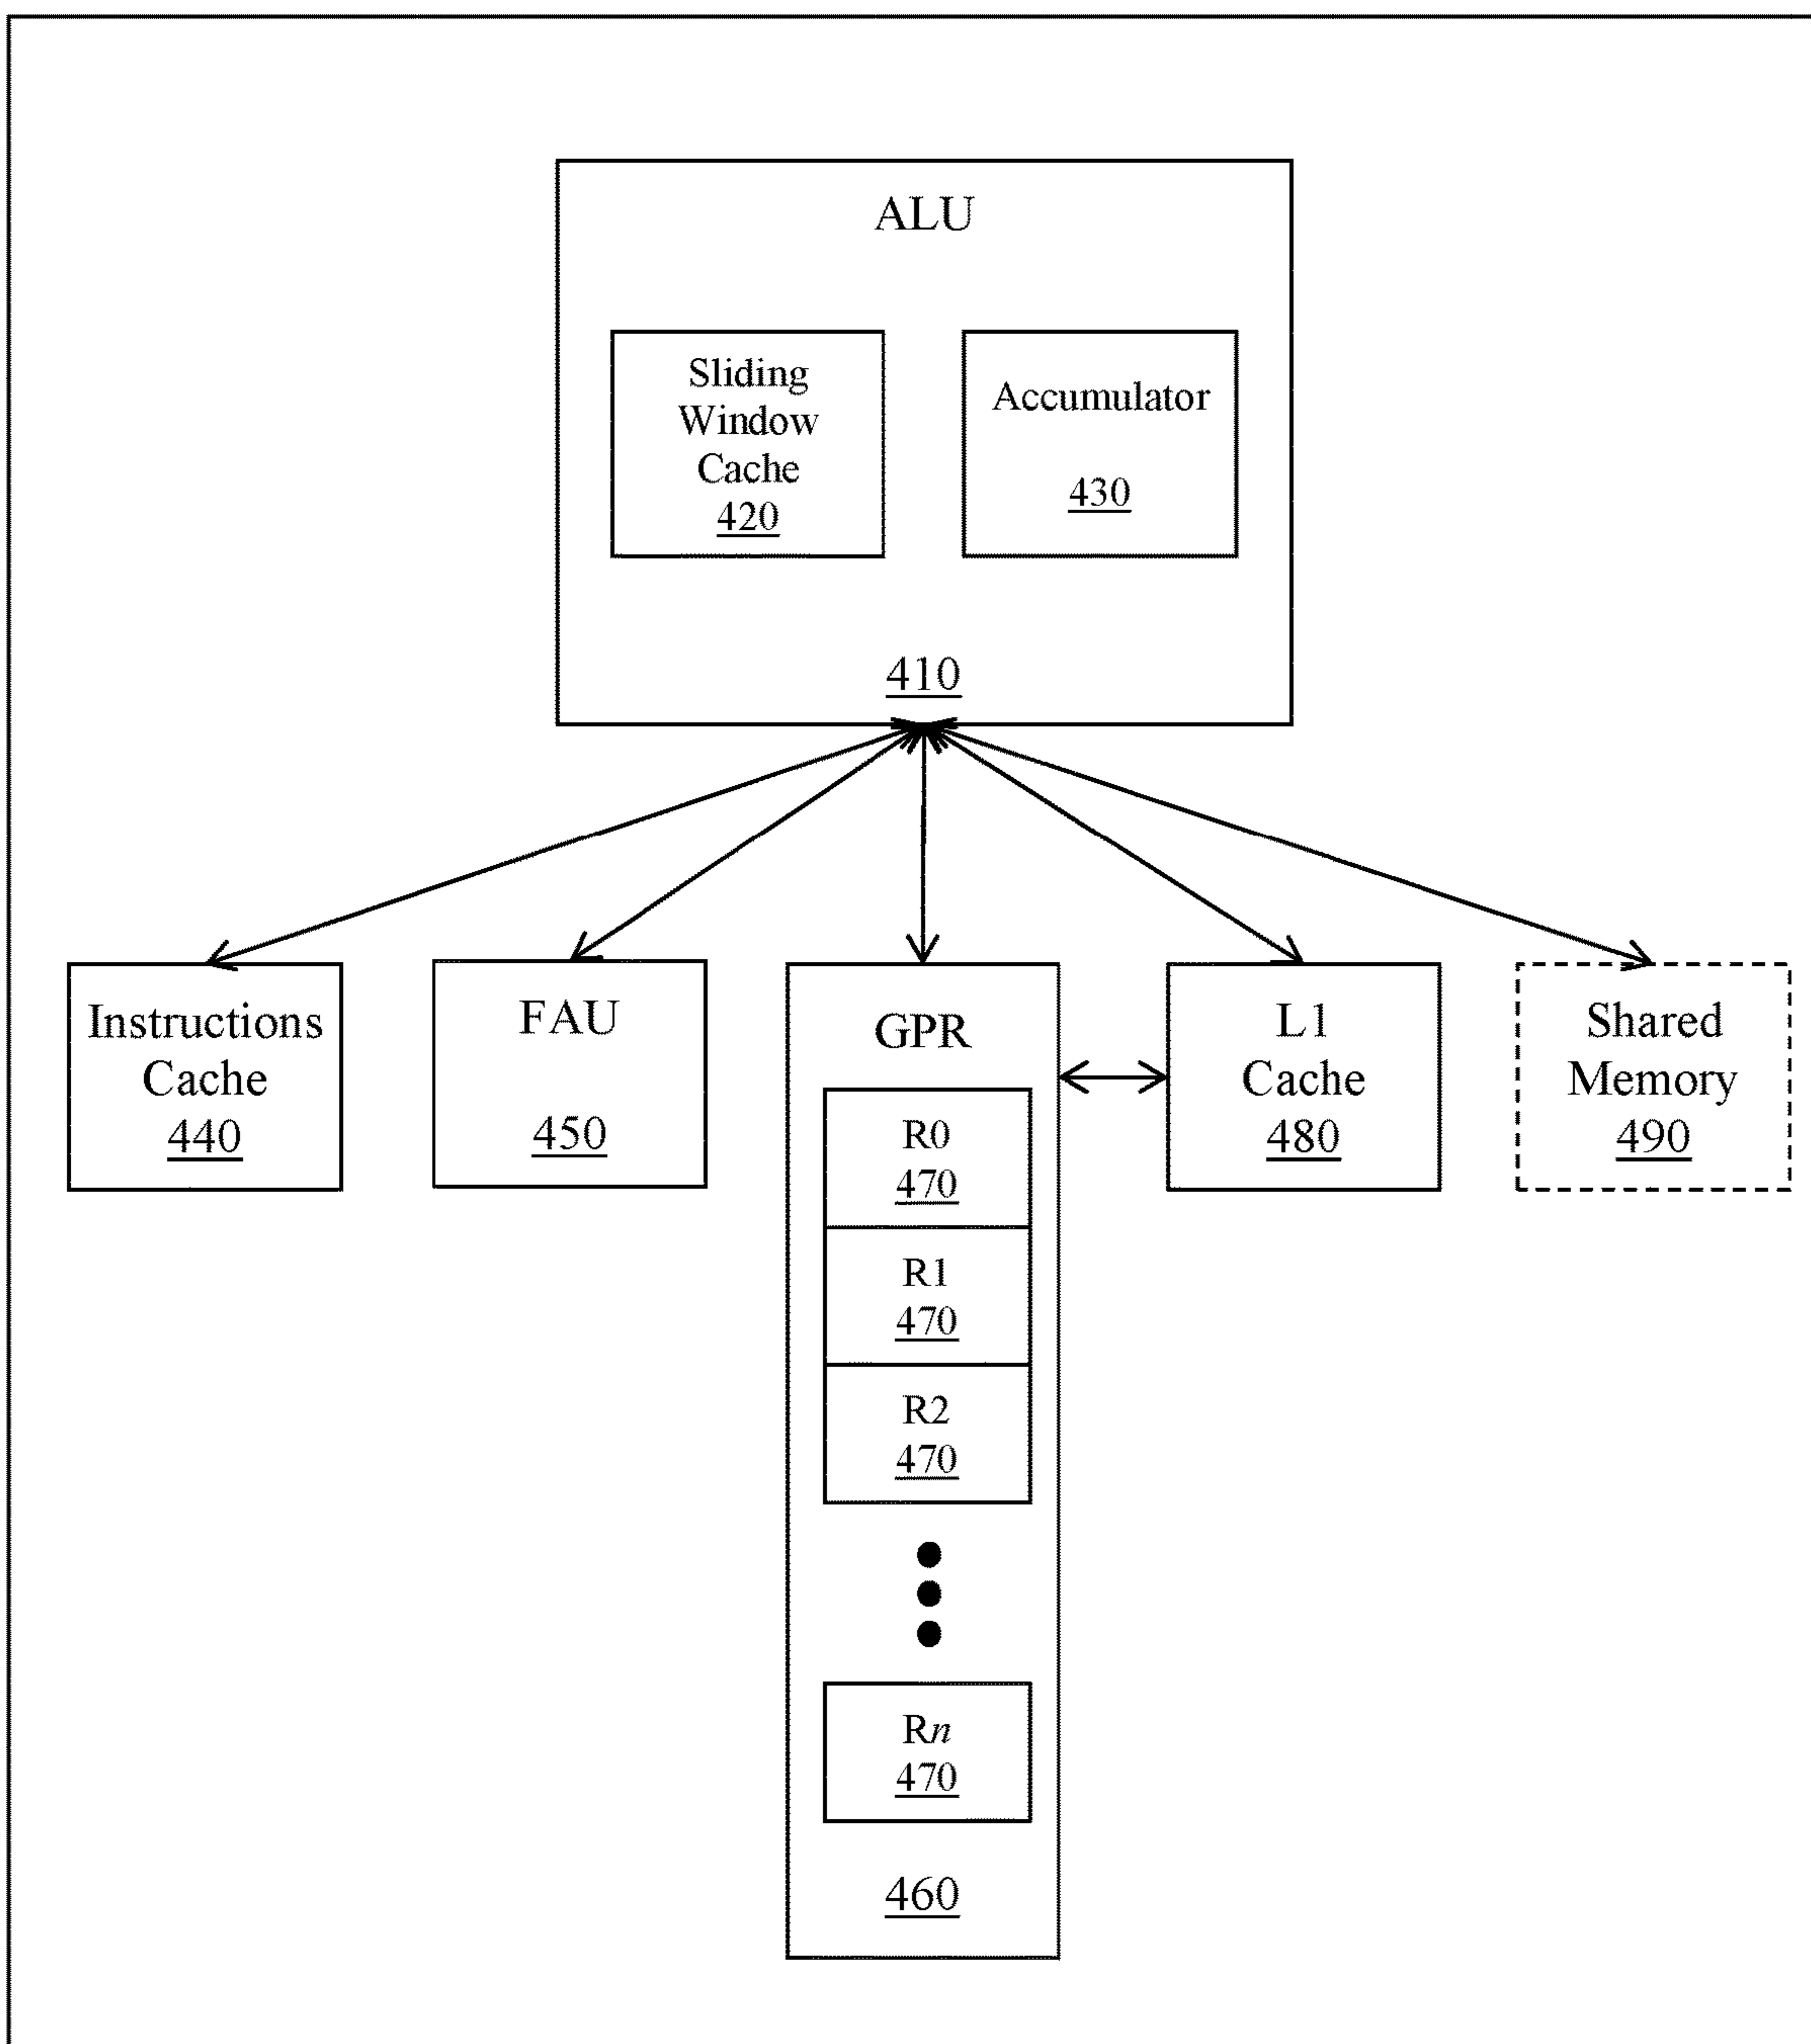 ALU
Sliding
Window
Cache
420
Accumulator
430
410
Instructions
Cache
440
FAU
450
GPR
R0
470
R1
470
R2
470
Rn
470
460
L1
Cache
480
Shared
Memory
490